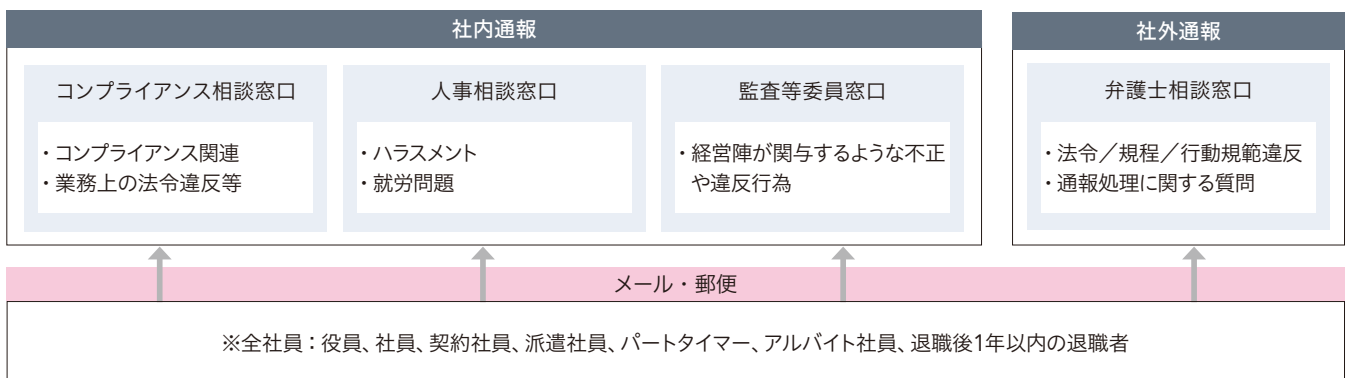 社内通報
コンプライアンス相談窓口
・コンプライアンス関連
・業務上の法令違反等
人事相談窓口
・ハラスメント
・就労問題
監査等委員窓口
・経営陣が関与するような不正
や違反行為
社外通報
弁護士相談窓口
・法令／規程／行動規範違反
・通報処理に関する質問
メール・郵便
※全社員：役員、社員、契約社員、派遣社員、パートタイマー、アルバイト社員、退職後1年以内の退職者